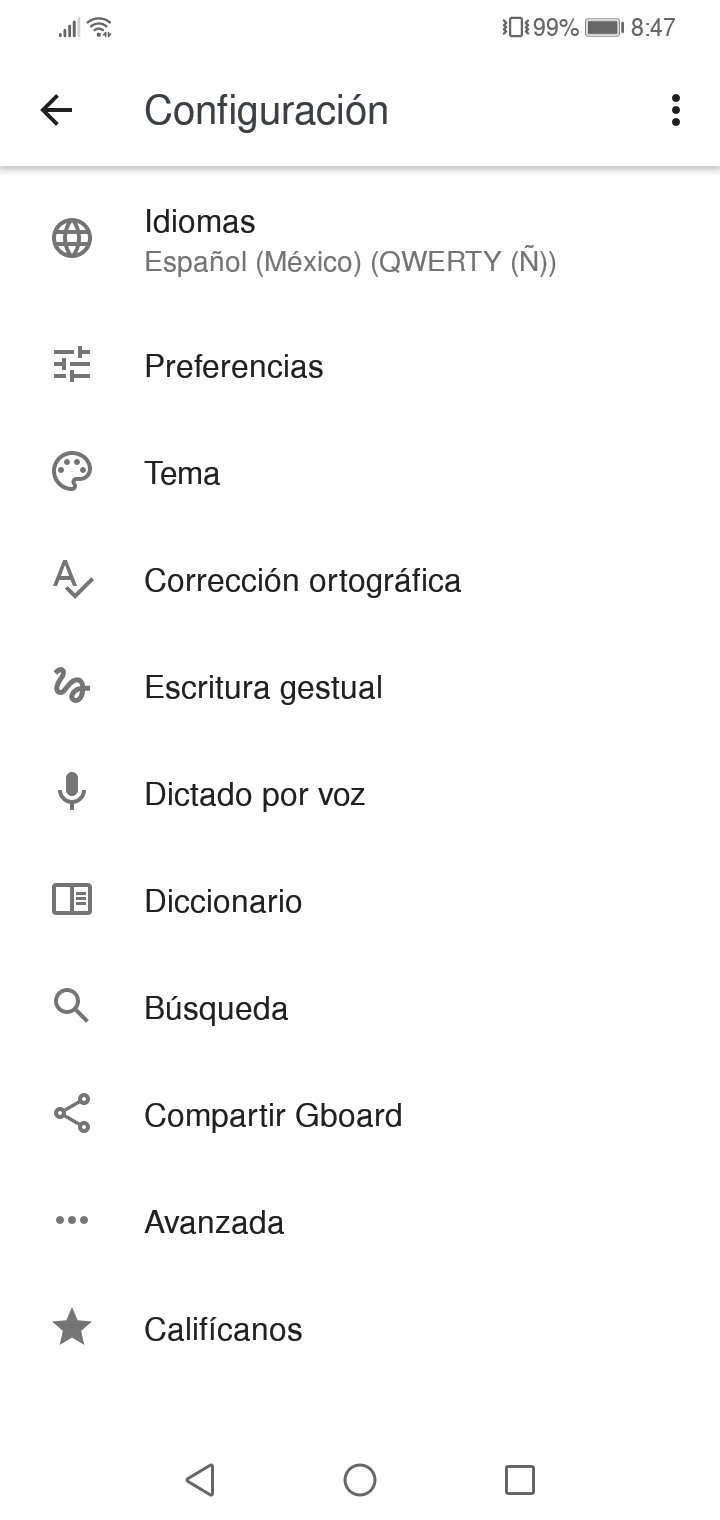 99% 8:47
Configuración
Idiomas
Español (México) (QWERTY (Ñ))
Preferencias
Tema
Corrección ortográfica
Escritura gestual
Dictado por voz
Diccionario
Búsqueda
Compartir Gboard
Avanzada
Califícanos